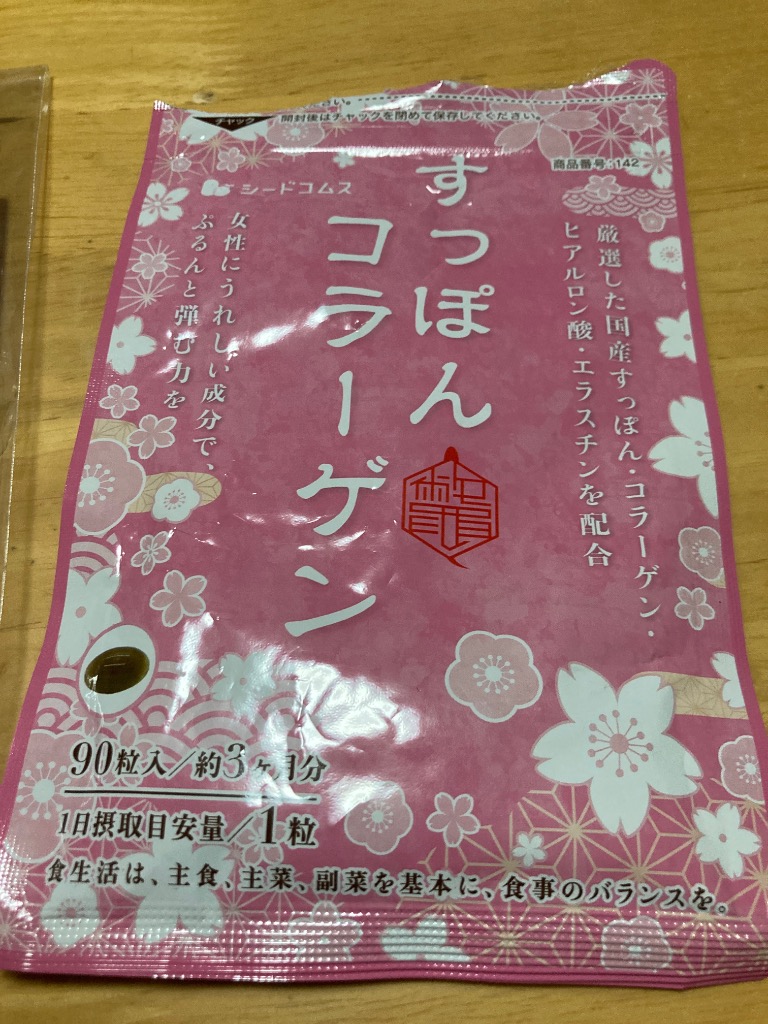 さい。
チャック
開封後はチャックを閉めて保存してください。
商品番号:142
シードコムス
すっぽん
コラーゲン
厳選した国産すっぽん・コラーゲン・
ヒアルロン酸・エラスチンを配合
女性にうれしい成分で、
ぷるんと弾む力を
90粒入/約3ヶ月分
1日摂取目安量/1粒
食生活は、主食、主菜、副菜を基本に、食事のバランスを。